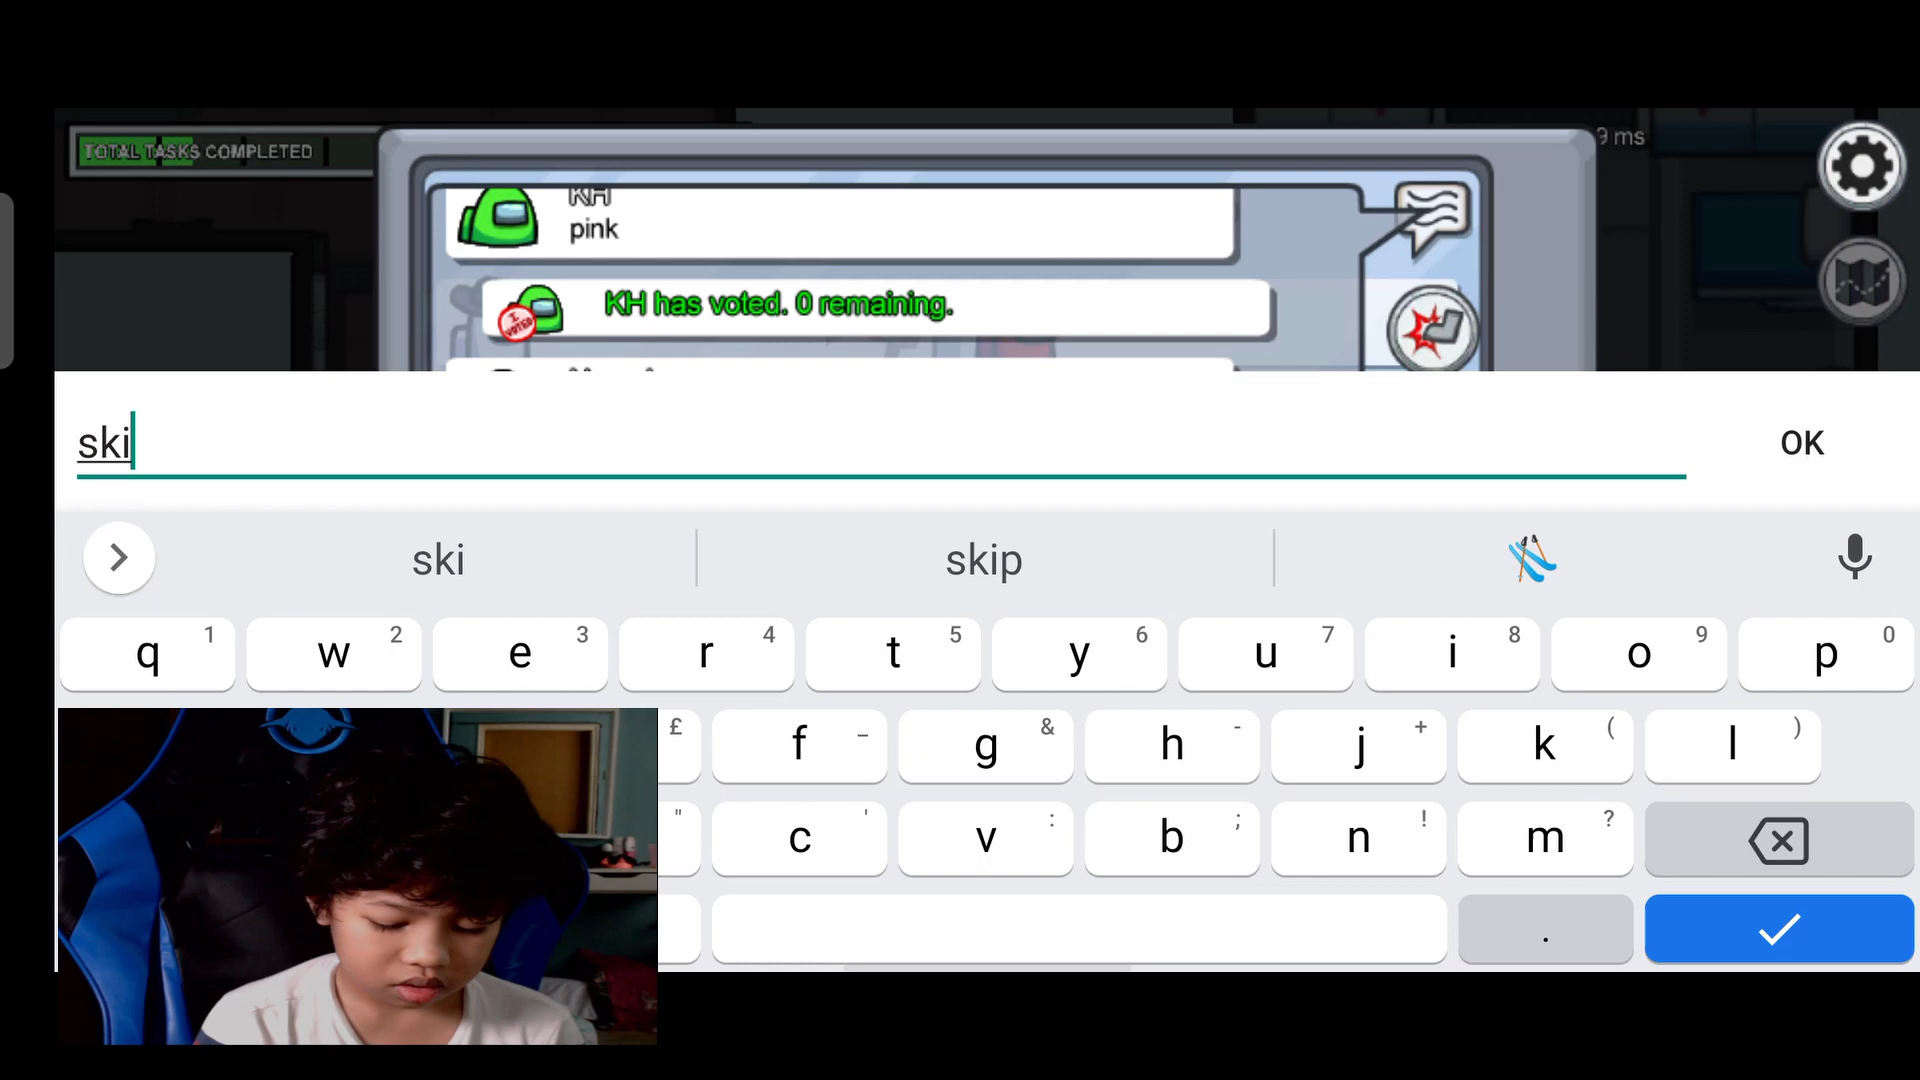 TOTAL TASKS COMPLETED
9 ms
KH
pink
I VOTED
KH has voted. 0 remaining.
ski
OK
ski
skip
q 1 w 2 e 3 r 4 t 5 y 6 u 7 i 8 o 9 p 0
£ f _ g & h - j + k ( l )
" c ' v : b ; n ! m ?
.